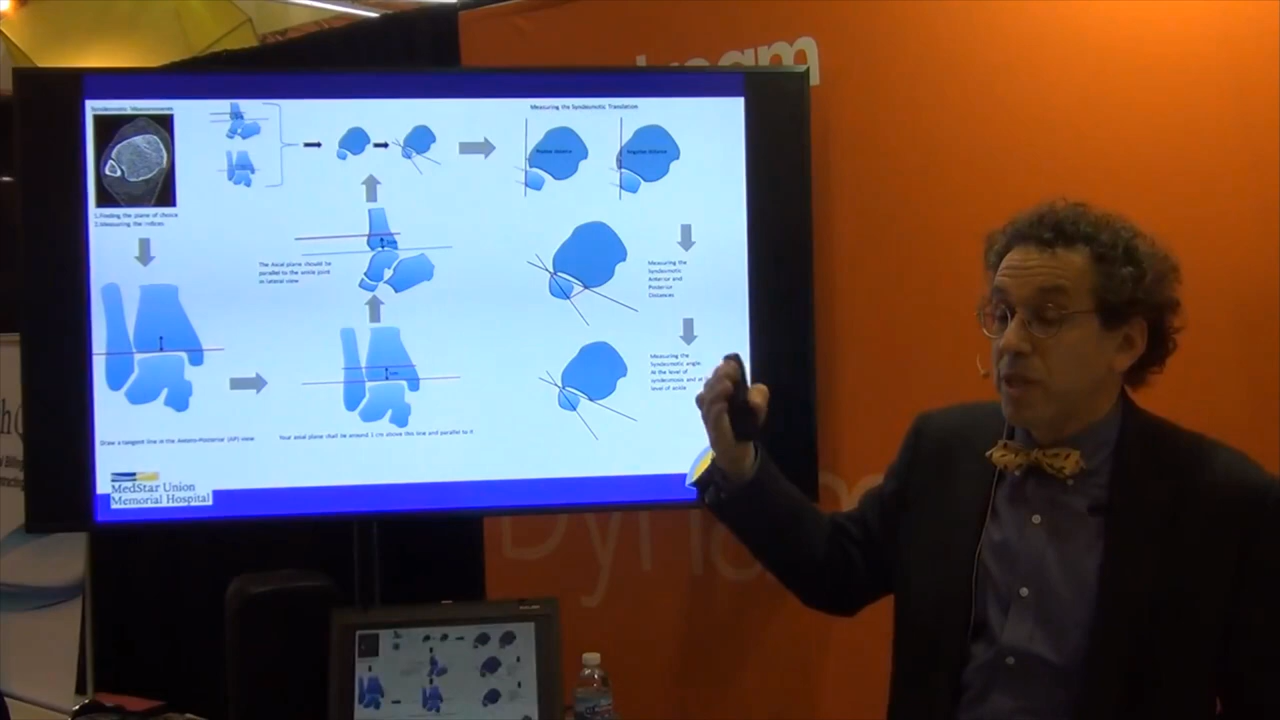 Syndesmotic Measurements
1.Finding the plane of choice
2.Measuring the indices
Draw a tangent line in the Antero-Posterior (AP) view
Your axial plane shall be around 1 cm above this line and parallel to it
The Axial plane should be
parallel to the ankle joint
in lateral view
Measuring the Syndesmotic Translation
Positive distance
Negative distance
Measuring the
Syndesmotic
Anterior and
Posterior
Distances
Measuring the
Syndesmotic angle:
At the level of
syndesmosis and at
level of ankle
MedStar Union
Memorial Hospital